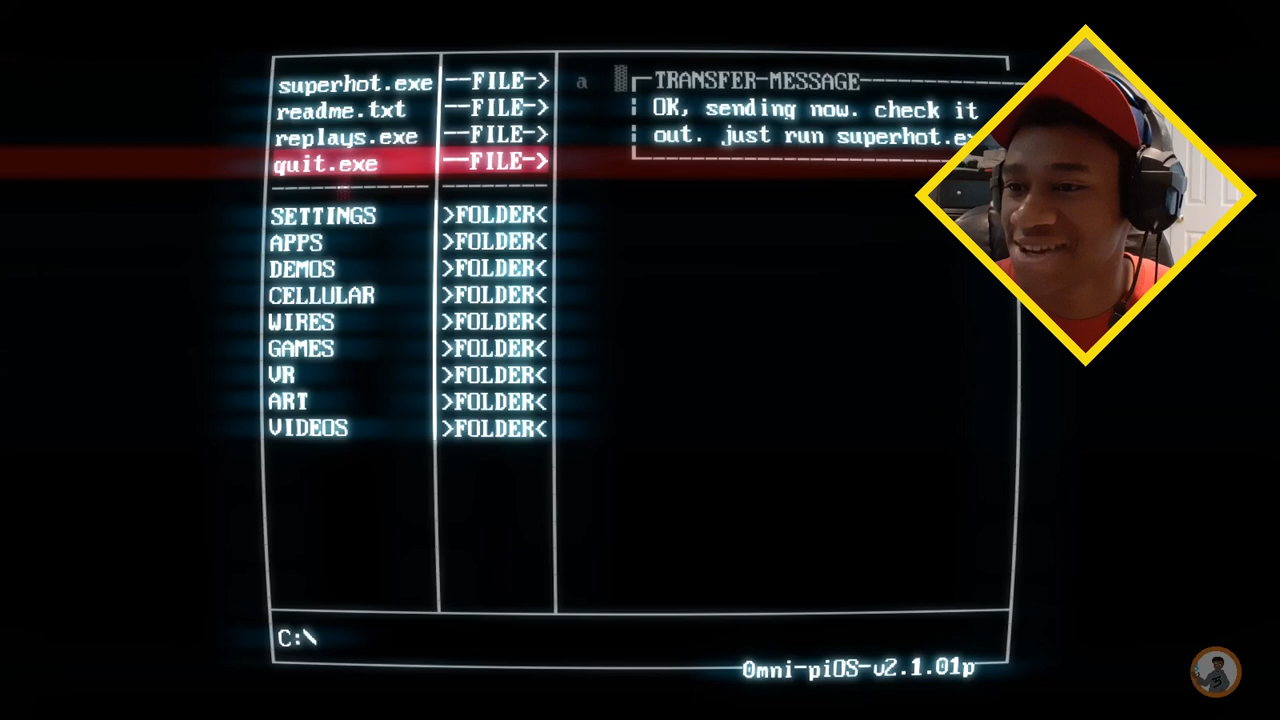 superhot.exe —FILE->
readme.txt —FILE->
replays.exe —FILE->
quit.exe —FILE->
SETTINGS >FOLDER<
APPS >FOLDER<
DEMOS >FOLDER<
CELLULAR >FOLDER<
WIRES >FOLDER<
GAMES >FOLDER<
VR >FOLDER<
ART >FOLDER<
VIDEOS >FOLDER<
a
TRANSFER-MESSAGE
OK, sending now. check it
out. just run superhot.ex
C:\
Omni-piOS-v2.1.01p